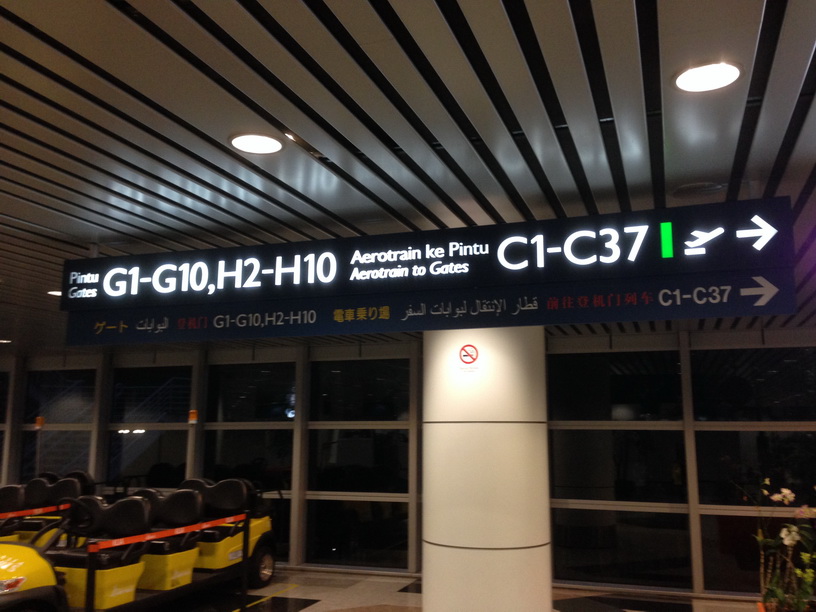 Pintu G1-G10,H2-H10 Aerotrain ke Pintu C1-C37
Gates Aerotrain to Gates
ゲート البوابات 登机门 G1-G10,H2-H10 電車乗り場 قطار الإنتقال لبوابات السفر 前往登机门列车 C1-C37